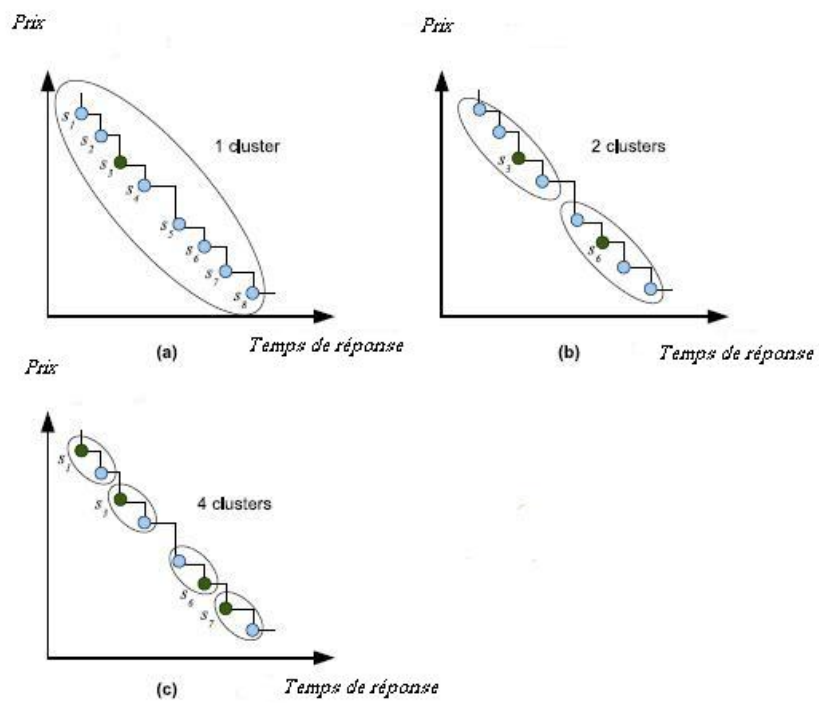 Prix
s1
s2
s3
s4
s5
s6
s7
s8
1 cluster
Temps de réponse
(a)
Prix
s3
s6
2 clusters
Temps de réponse
(b)
Prix
s1
s3
s6
s7
4 clusters
Temps de réponse
(c)